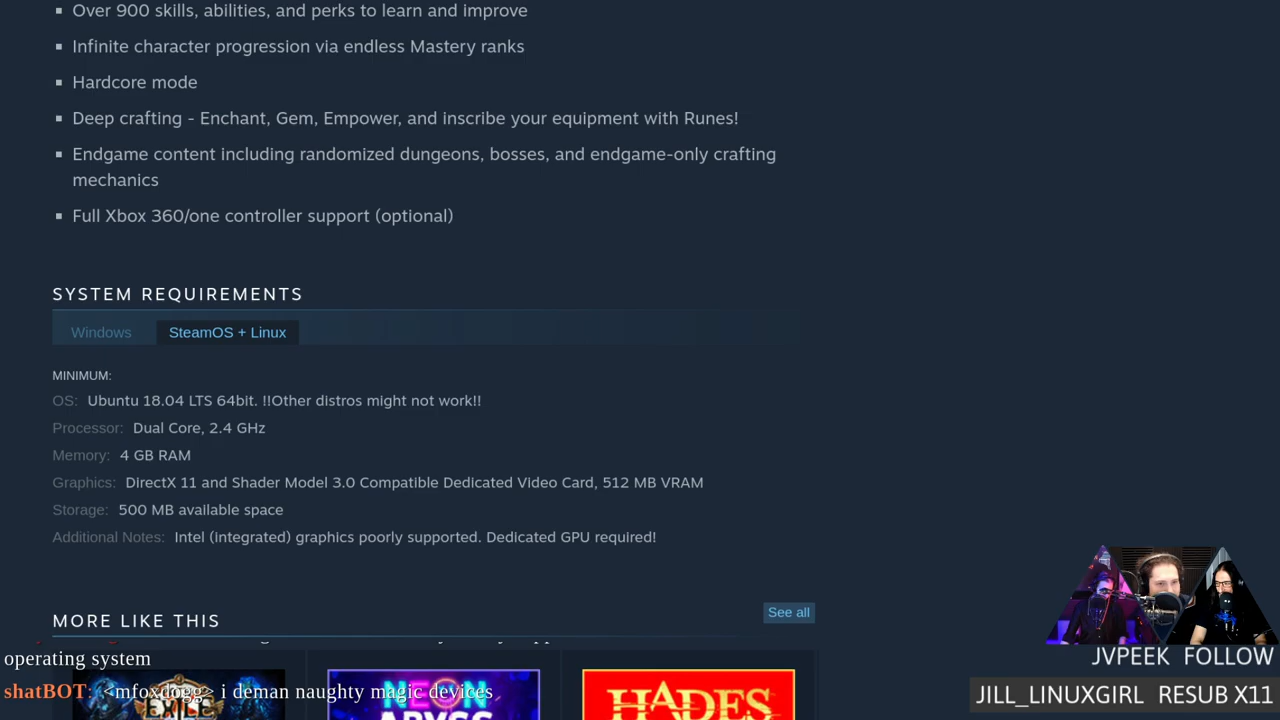 Over 900 skills, abilities, and perks to learn and improve
Infinite character progression via endless Mastery ranks
Hardcore mode
Deep crafting - Enchant, Gem, Empower, and inscribe your equipment with Runes!
Endgame content including randomized dungeons, bosses, and endgame-only crafting
mechanics
Full Xbox 360/one controller support (optional)
SYSTEM REQUIREMENTS
Windows
SteamOS + Linux
MINIMUM:
OS: Ubuntu 18.04 LTS 64bit. !!Other distros might not work!!
Processor: Dual Core, 2.4 GHz
Memory: 4 GB RAM
Graphics: DirectX 11 and Shader Model 3.0 Compatible Dedicated Video Card, 512 MB VRAM
Storage: 500 MB available space
Additional Notes: Intel (integrated) graphics poorly supported. Dedicated GPU required!
MORE LIKE THIS
See all
operating system
shatBOT: <mfoxdogg> i deman naughty magic devices
EXILE
NEON
ABYSS
HADES
JVPEEK FOLLOW
JILL_LINUXGIRL RESUB X11